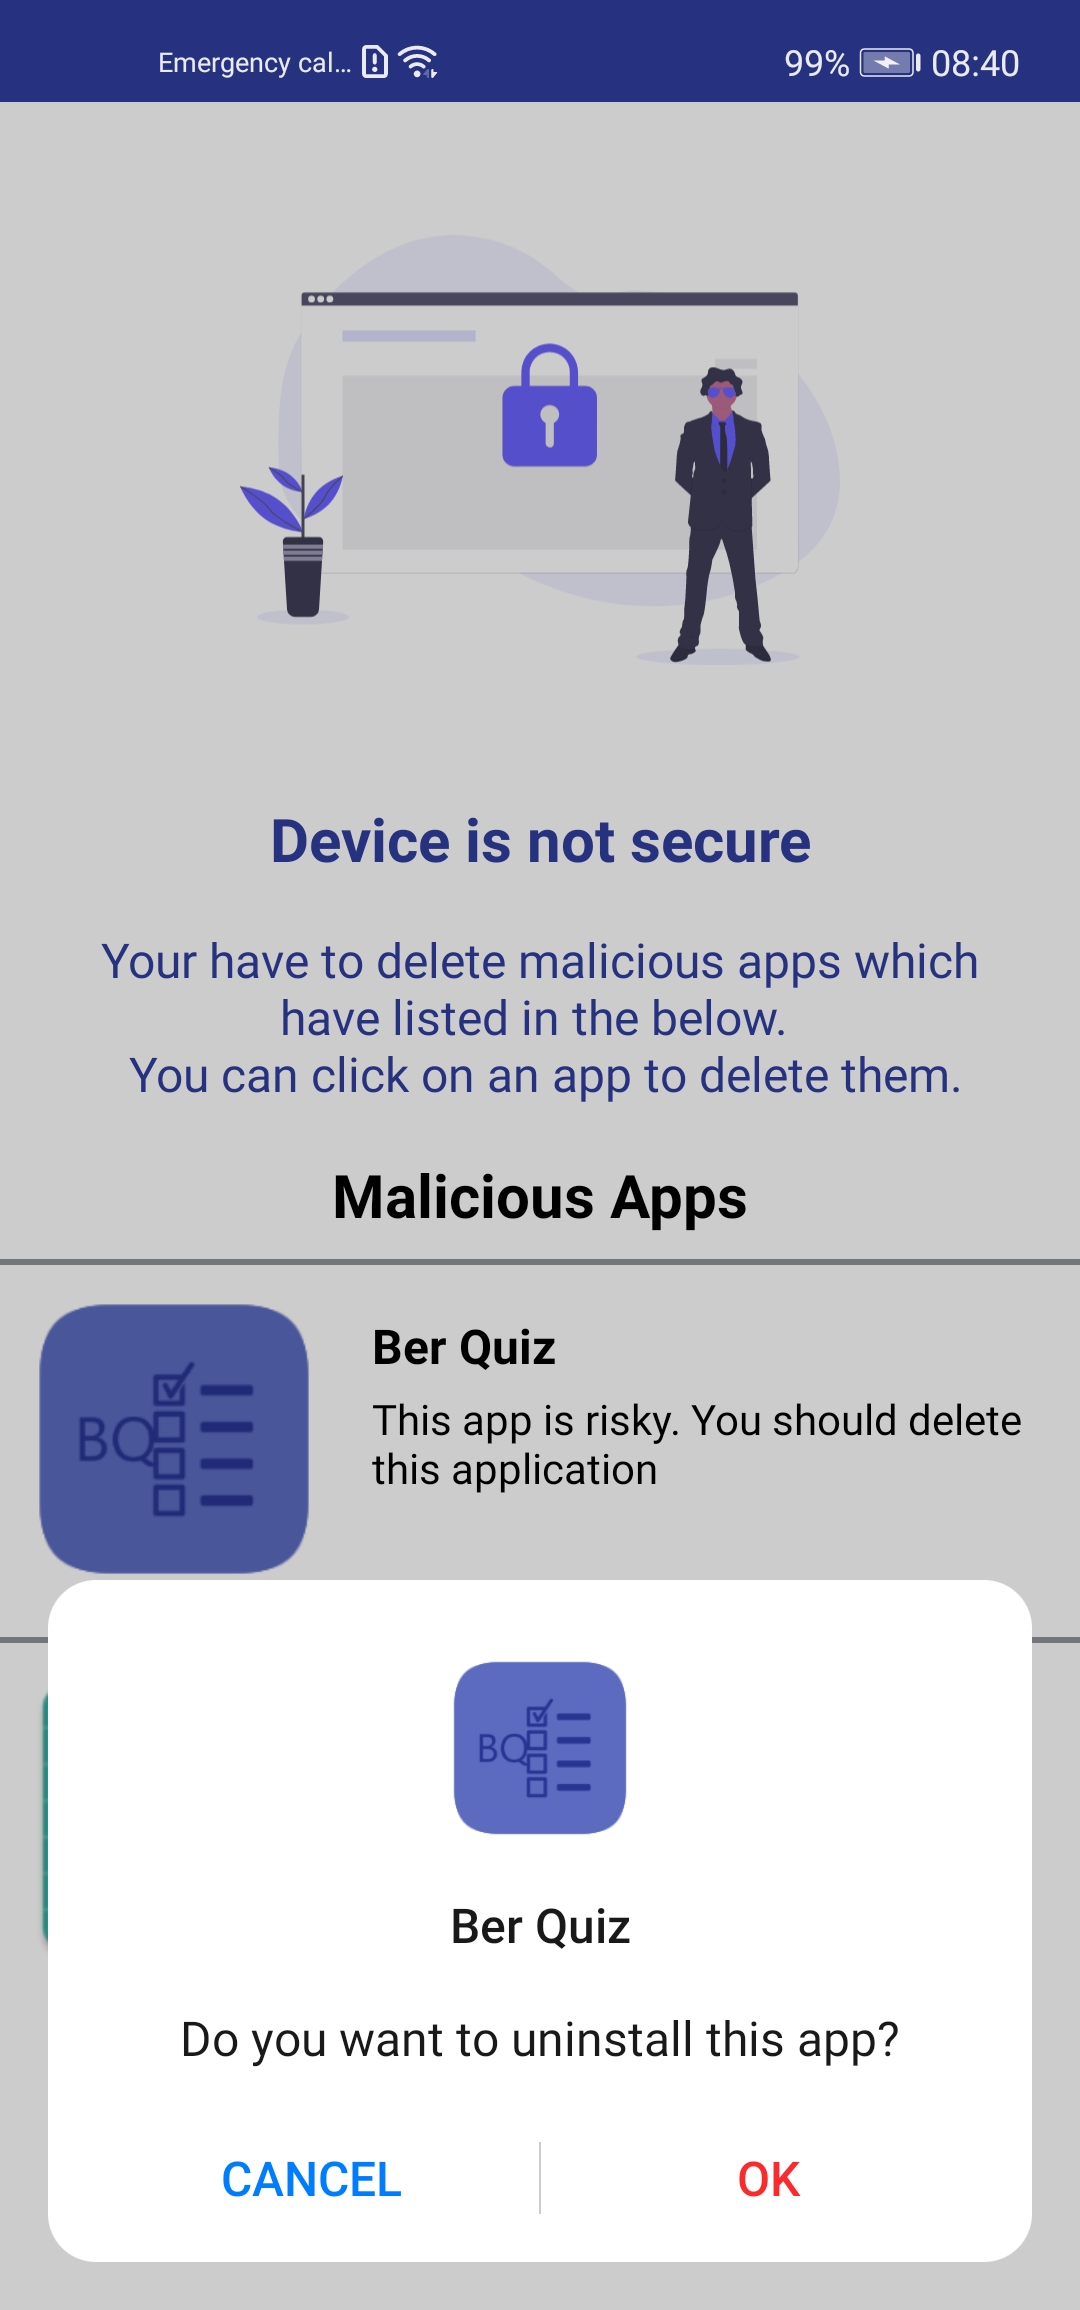 Emergency cal...
99% 08:40
Device is not secure
Your have to delete malicious apps which
have listed in the below.
You can click on an app to delete them.
Malicious Apps
BQ
Ber Quiz
This app is risky. You should delete
this application
BQ
Ber Quiz
Do you want to uninstall this app?
CANCEL OK